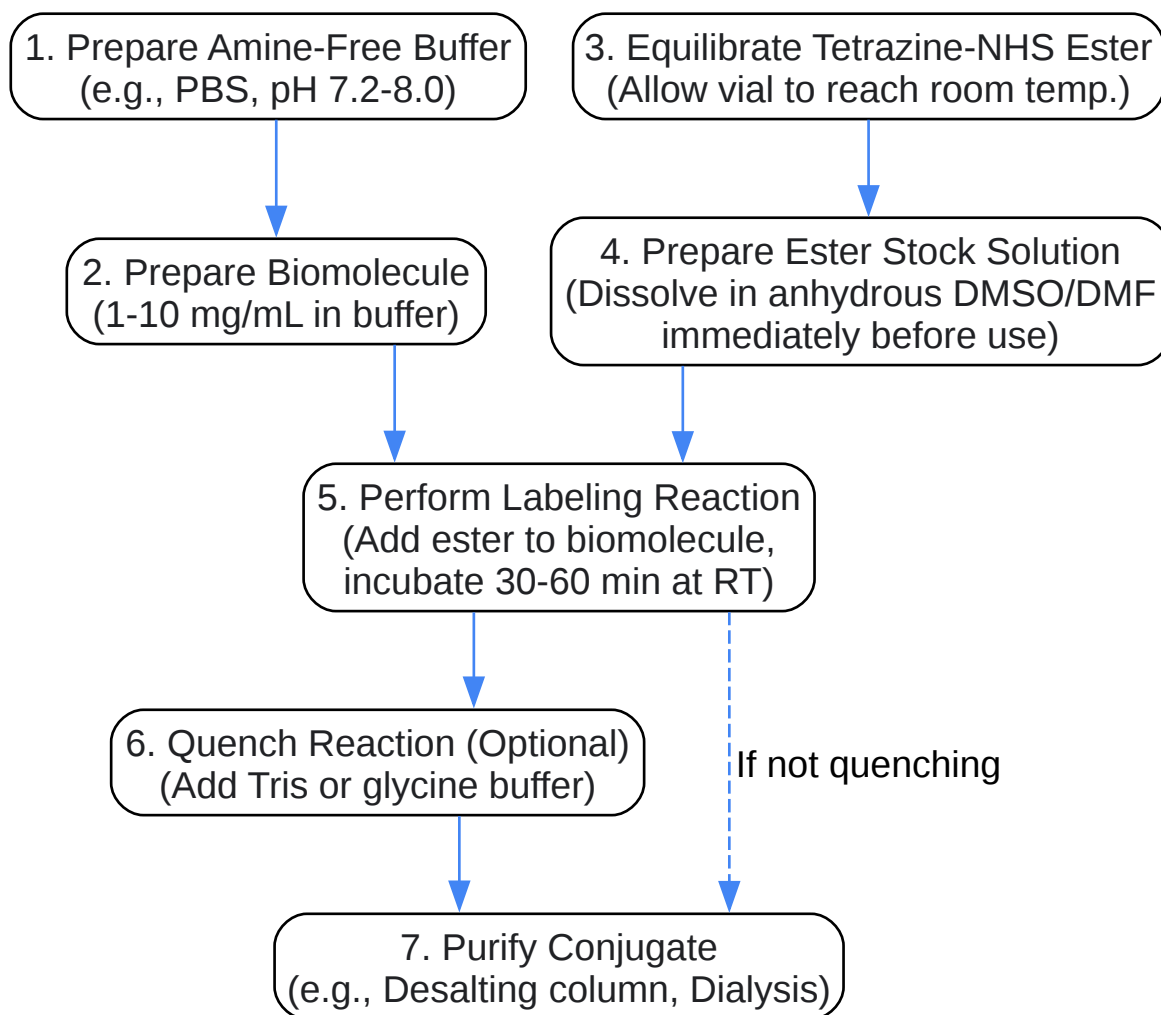 1. Prepare Amine-Free Buffer
(e.g., PBS, pH 7.2-8.0)
3. Equilibrate Tetrazine-NHS Ester
(Allow vial to reach room temp.)
2. Prepare Biomolecule
(1-10 mg/mL in buffer)
4. Prepare Ester Stock Solution
(Dissolve in anhydrous DMSO/DMF
immediately before use)
5. Perform Labeling Reaction
(Add ester to biomolecule,
incubate 30-60 min at RT)
6. Quench Reaction (Optional)
(Add Tris or glycine buffer)
If not quenching
7. Purify Conjugate
(e.g., Desalting column, Dialysis)